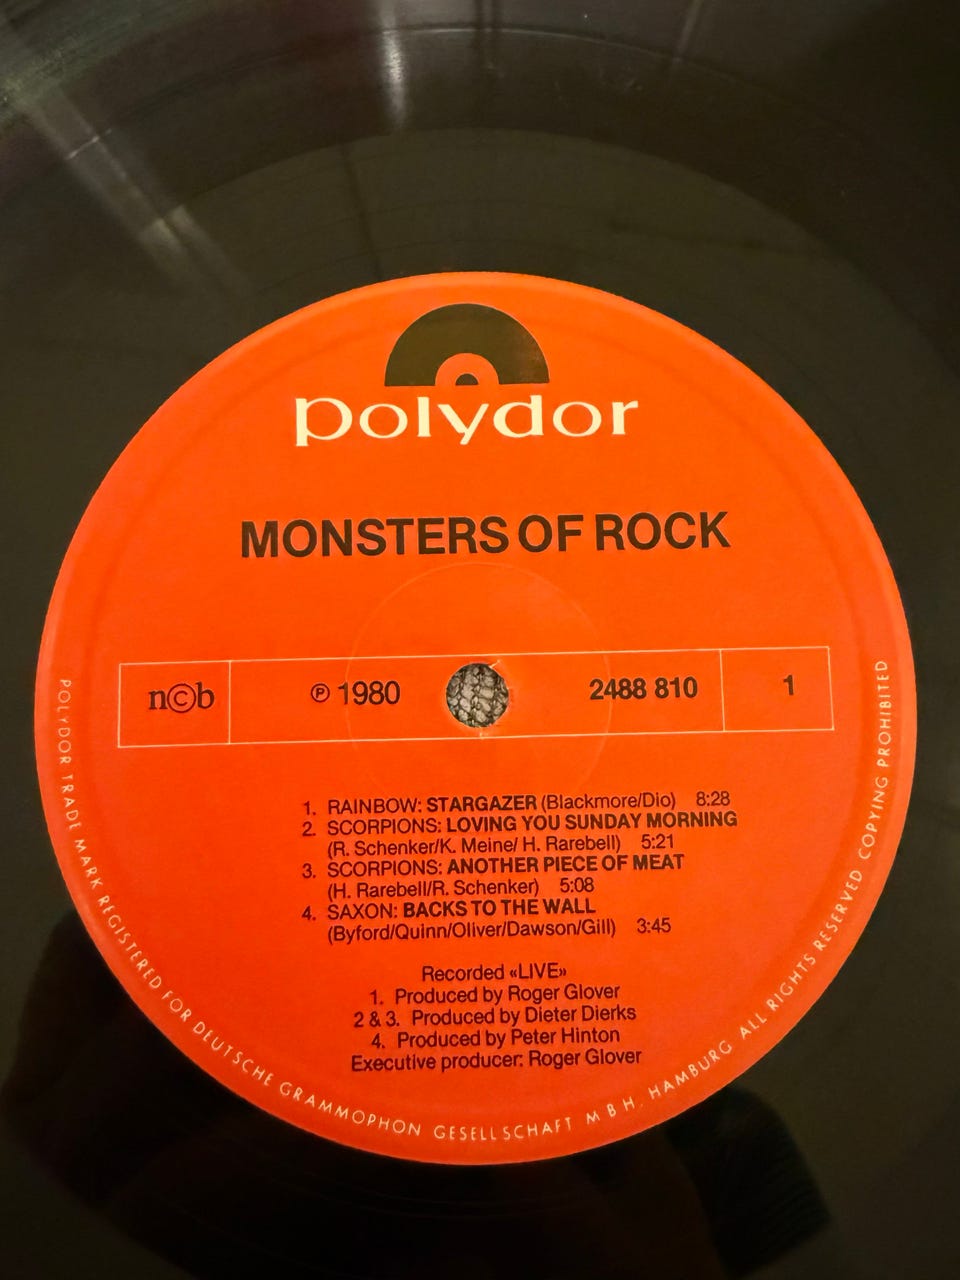 polydor
MONSTERS OF ROCK
n©b ℗ 1980 2488 810 1
1. RAINBOW: STARGAZER (Blackmore/Dio) 8:28
2. SCORPIONS: LOVING YOU SUNDAY MORNING
(R. Schenker/K. Meine/ H. Rarebell) 5:21
3. SCORPIONS: ANOTHER PIECE OF MEAT
(H. Rarebell/R. Schenker) 5:08
4. SAXON: BACKS TO THE WALL
(Byford/Quinn/Oliver/Dawson/Gill) 3:45
Recorded «LIVE»
1. Produced by Roger Glover
2 & 3. Produced by Dieter Dierks
4. Produced by Peter Hinton
Executive producer: Roger Glover
POLYDOR TRADE MARK REGISTERED FOR DEUTSCHE GRAMMOPHON GESELLSCHAFT M B H. HAMBURG ALL RIGHTS RESERVED COPYING PROHIBITED